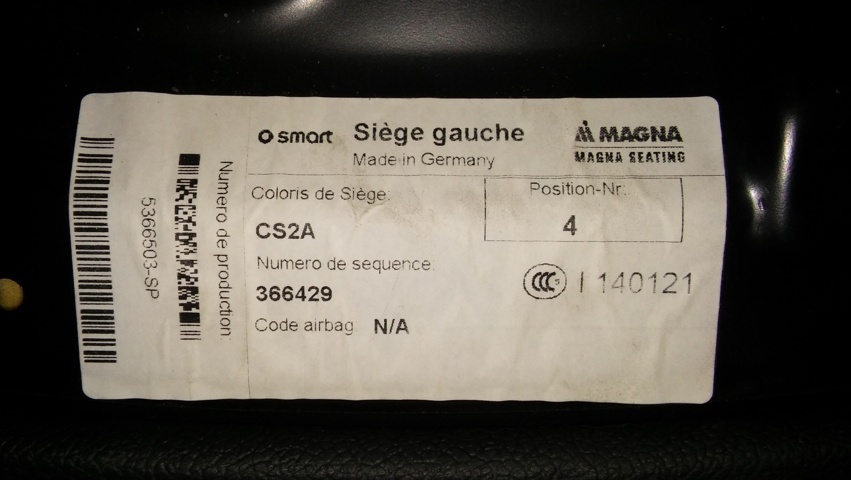 smart Siège gauche MAGNA
Made in Germany MAGNA SEATING
Coloris de Siège: Position-Nr.:
CS2A 4
Numero de sequence:
366429 CCC S I 140121
Code airbag N/A
Numero de production:
5366503-SP